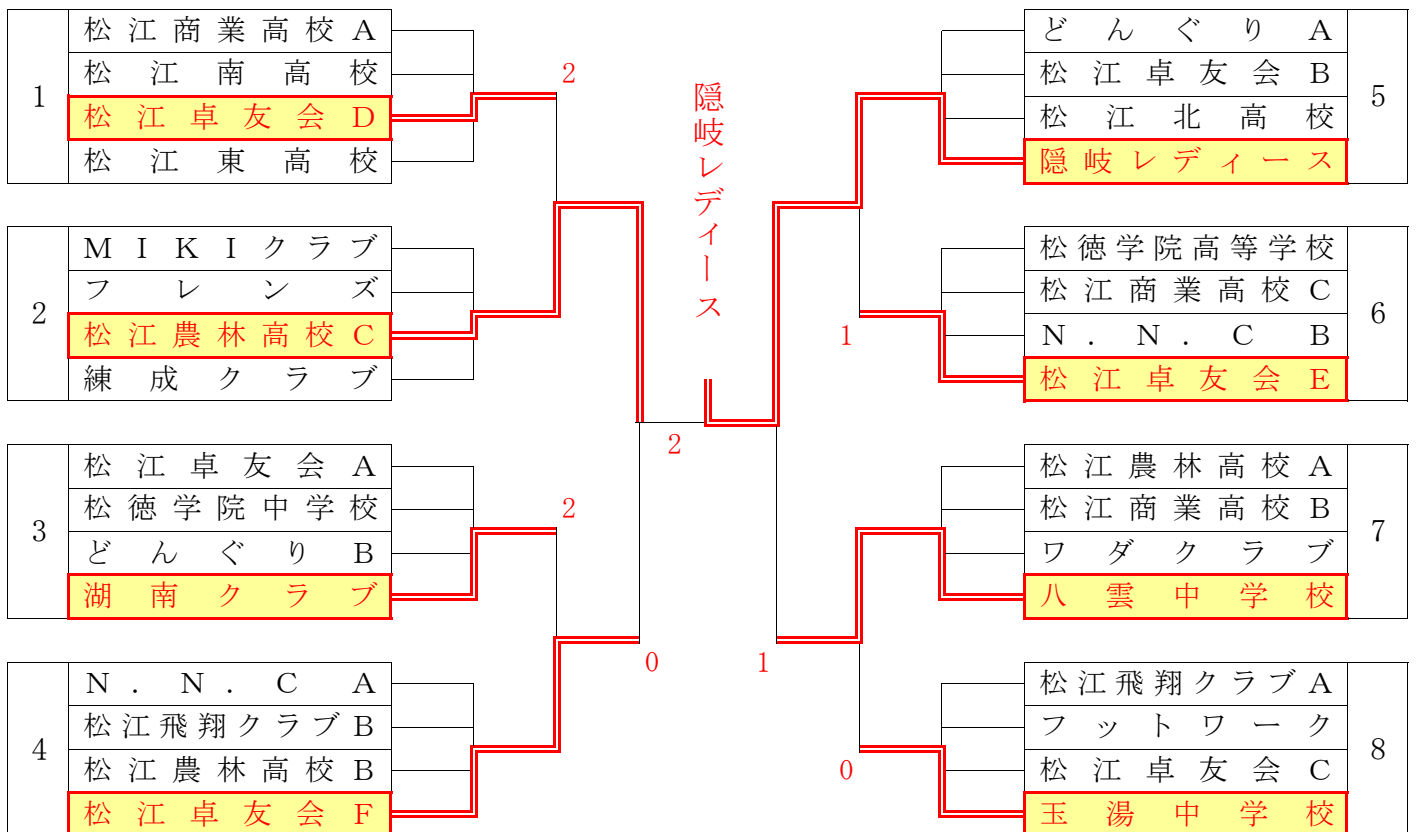 1
松江商業高校A
松江南高校
松江卓友会D
松江東高校
2
2
MIKIクラブ
フレンズ
松江農林高校C
練成クラブ
3
松江卓友会A
松徳学院中学校
どんぐりB
湖南クラブ
2
4
N.N.C A
松江飛翔クラブB
松江農林高校B
松江卓友会F
0
隠岐レディース
2
5
どんぐりA
松江卓友会B
松江北高校
隠岐レディース
6
松徳学院高等学校
松江商業高校C
N.N.C B
松江卓友会E
1
7
松江農林高校A
松江商業高校B
ワダクラブ
八雲中学校
1
8
松江飛翔クラブA
フットワーク
松江卓友会C
玉湯中学校
0